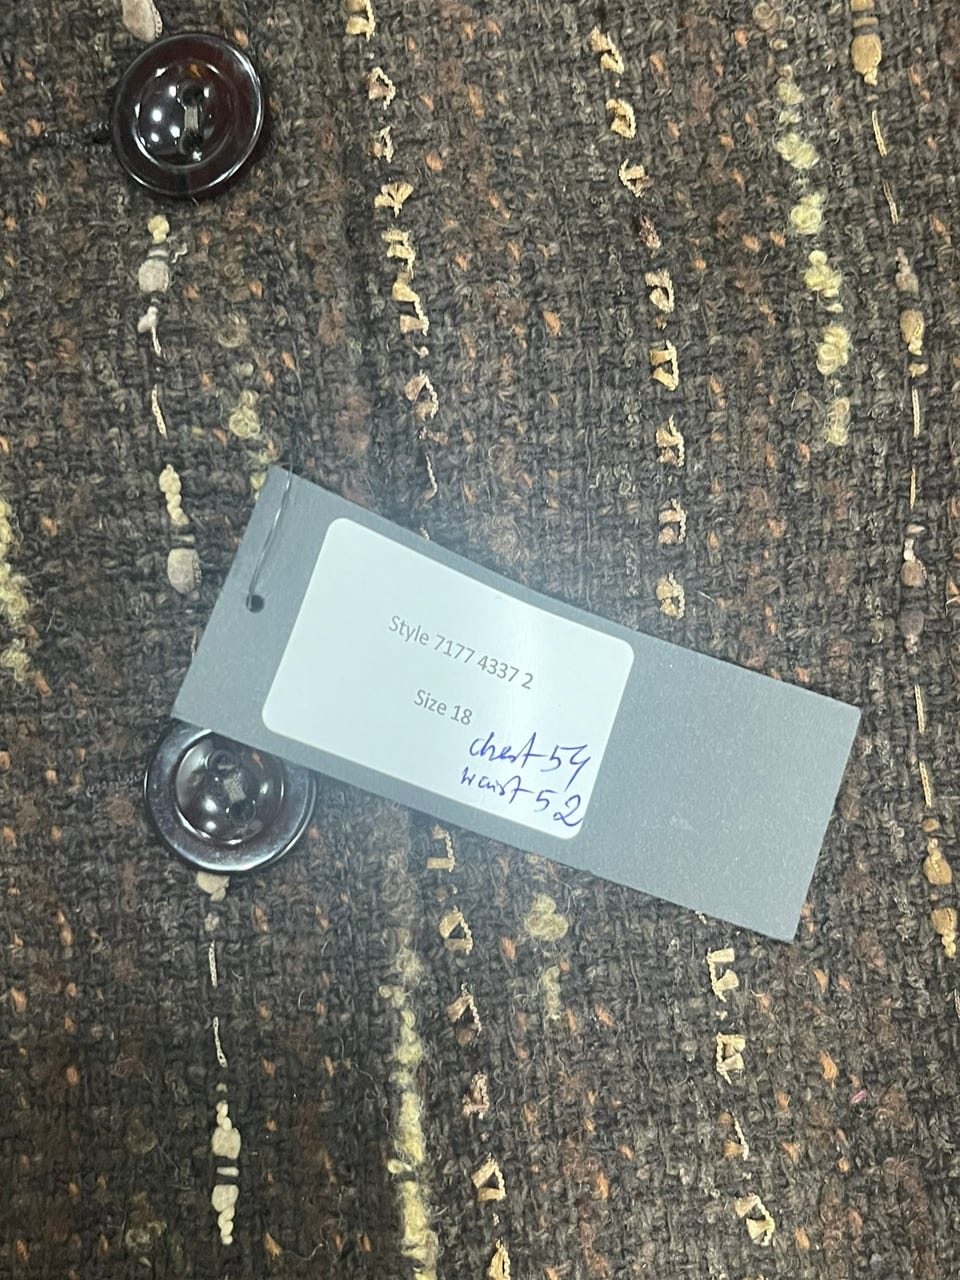 Style 7177 4337 2
Size 18
chest 54
waist 52